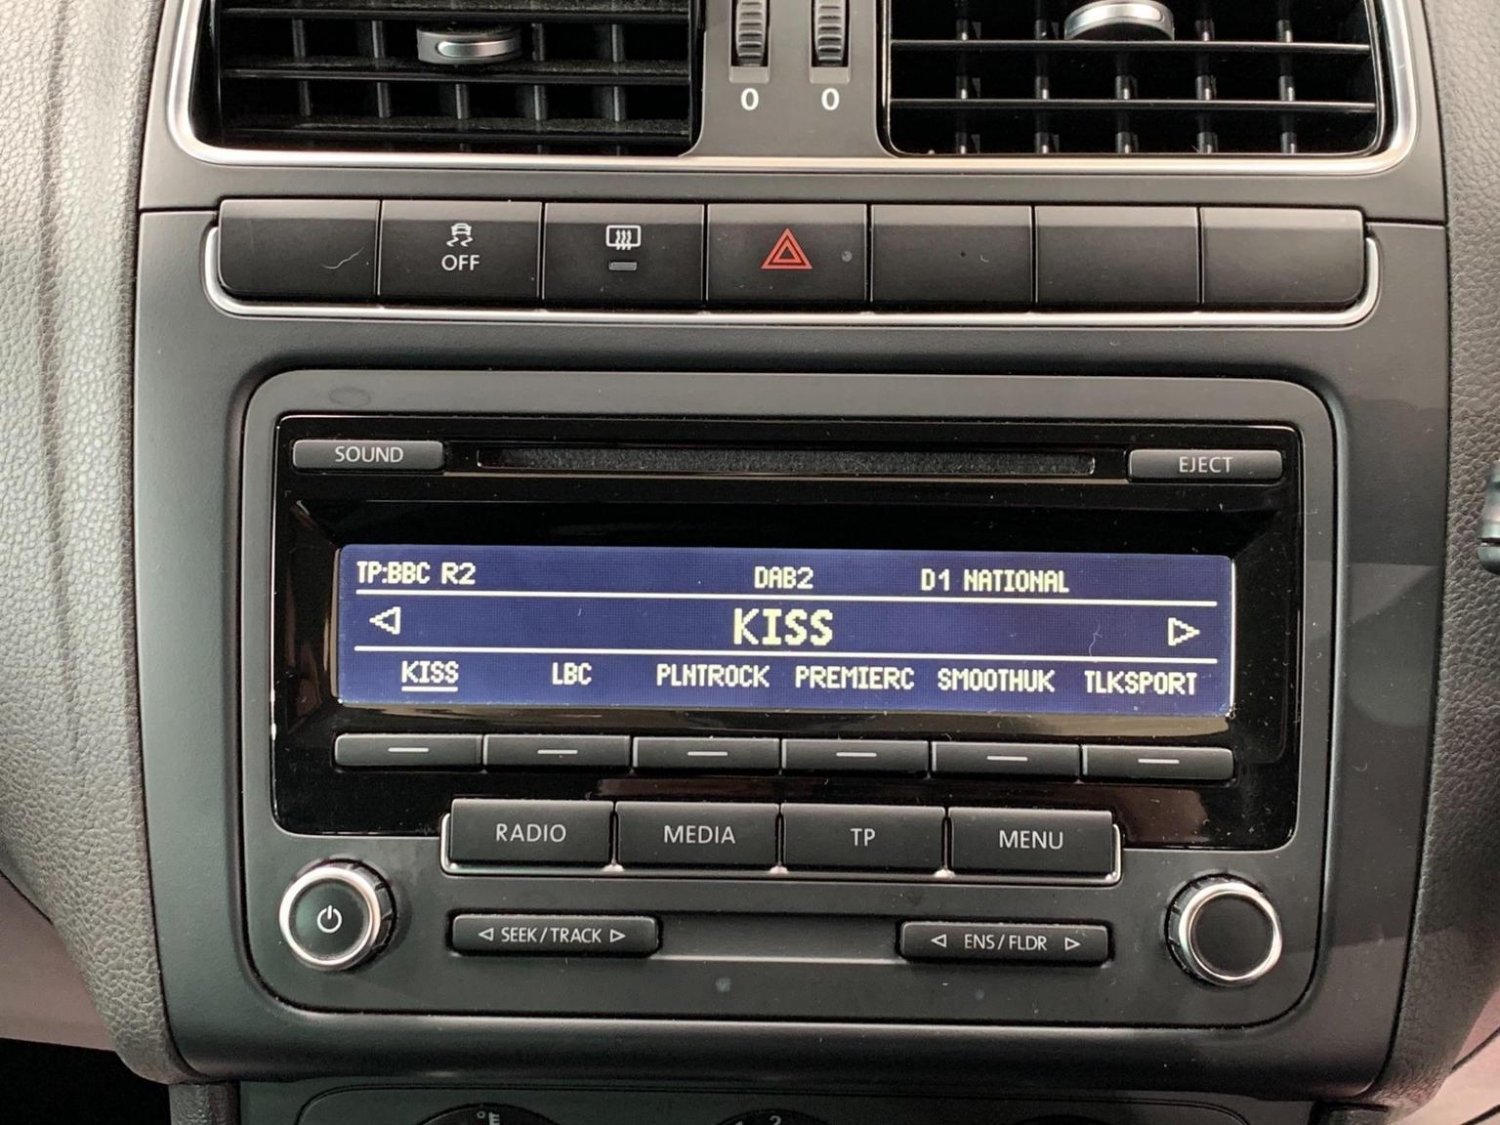 0 0
OFF
SOUND
EJECT
TP:BBC R2 DAB2 D1 NATIONAL
KISS
KISS LBC PLNTROCK PREMIERC SMOOTHUK TLKSPORT
RADIO MEDIA TP MENU
SEEK / TRACK ENS / FLDR